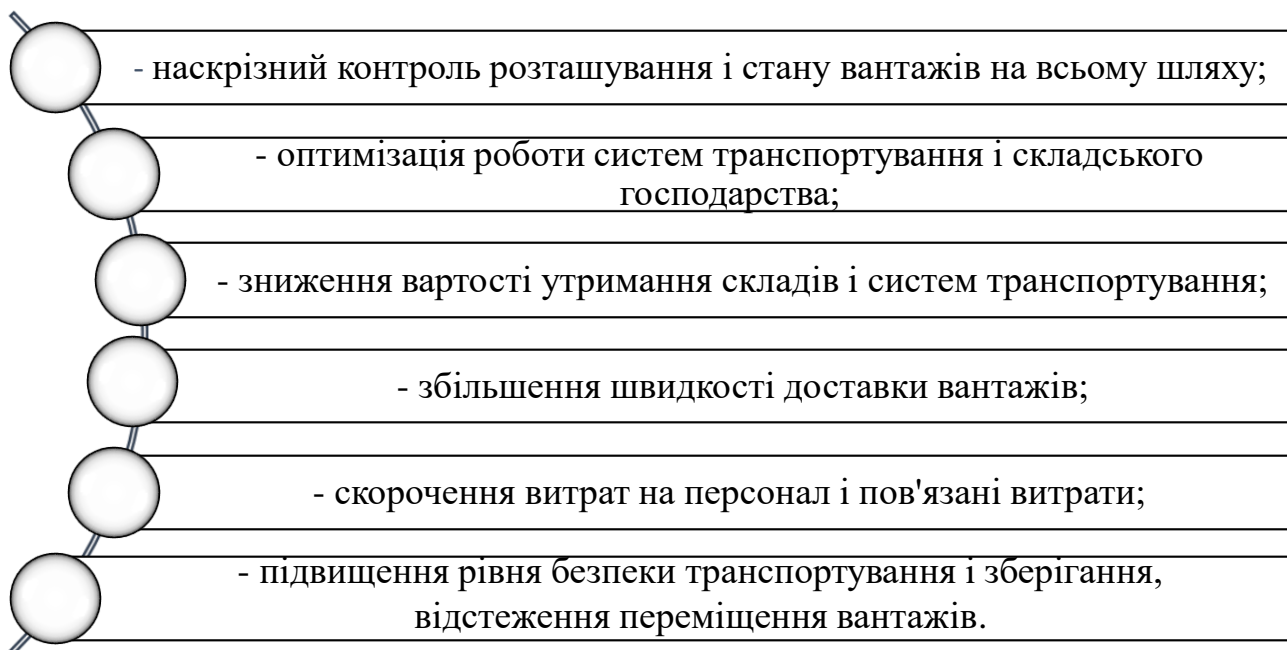 - наскрізний контроль розташування і стану вантажів на всьому шляху;
- оптимізація роботи систем транспортування і складського
господарства;
- зниження вартості утримання складів і систем транспортування;
- збільшення швидкості доставки вантажів;
- скорочення витрат на персонал і пов'язані витрати;
- підвищення рівня безпеки транспортування і зберігання,
відстеження переміщення вантажів.